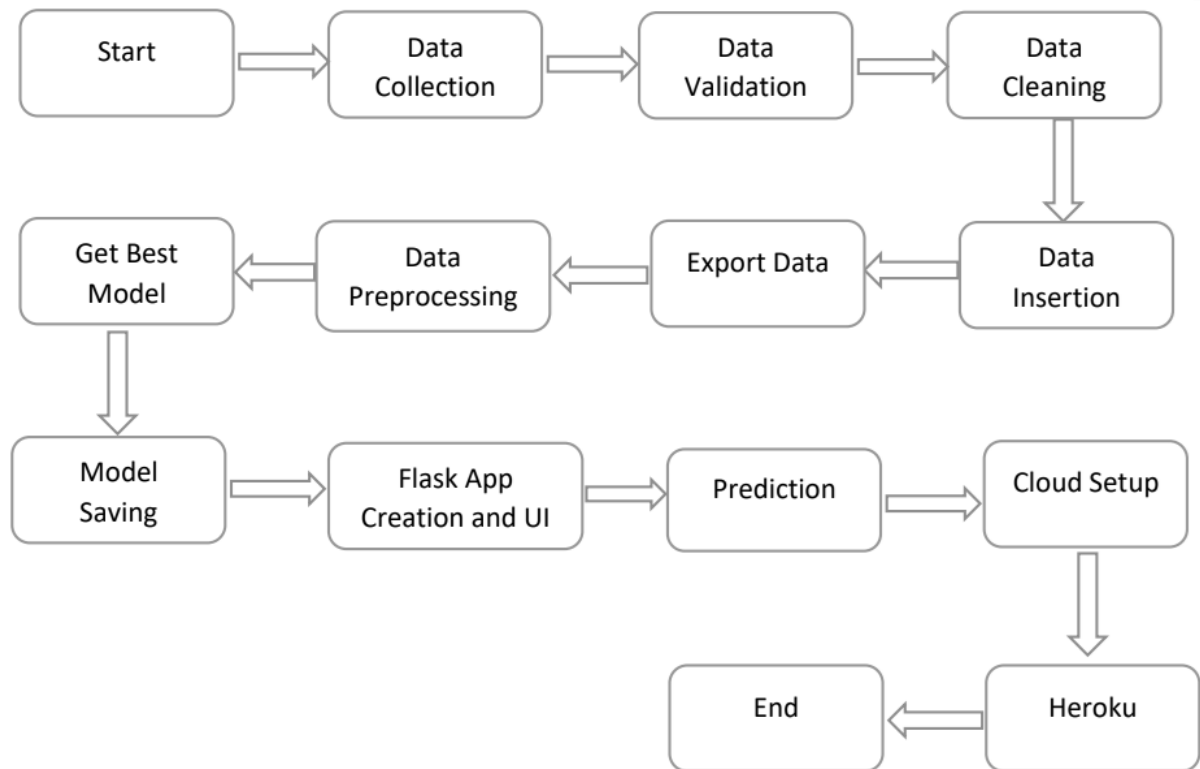 Start
Data
Collection
Data
Validation
Data
Cleaning
Get Best
Model
Data
Preprocessing
Export Data
Data
Insertion
Model
Saving
Flask App
Creation and UI
Prediction
Cloud Setup
End
Heroku